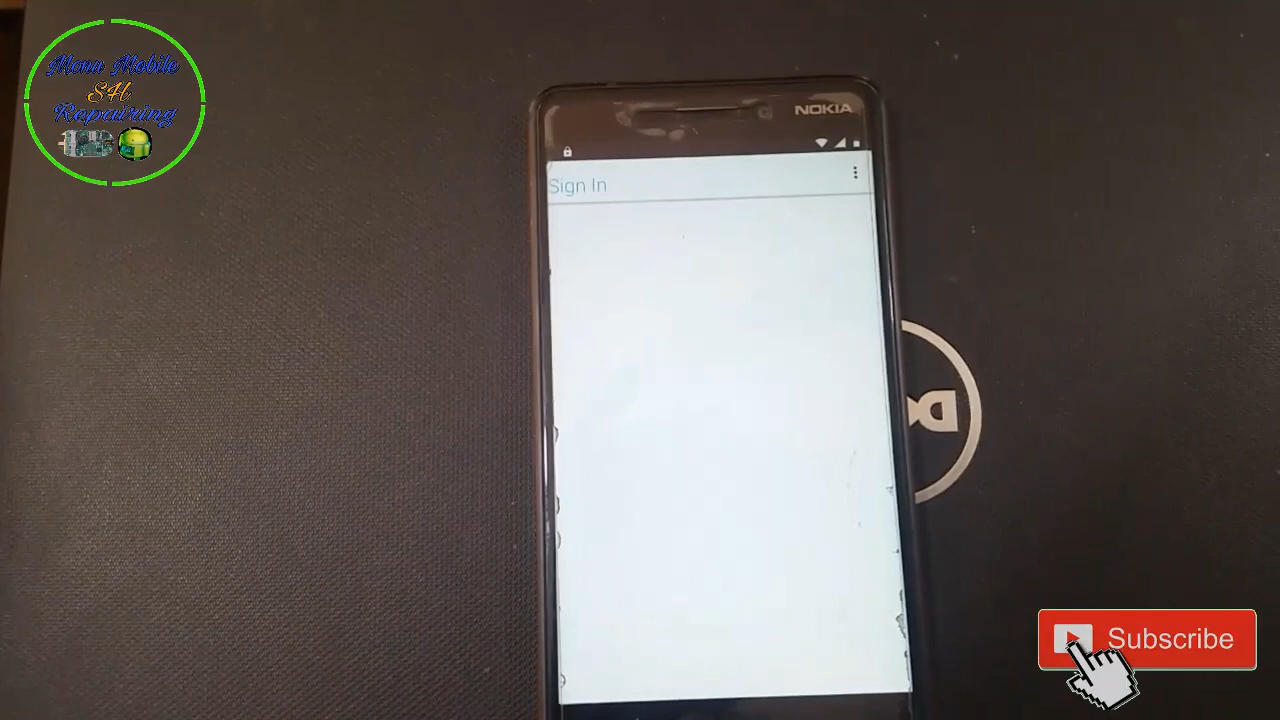 Monu Mobile
SH
Repairing
NOKIA
Sign In
Subscribe